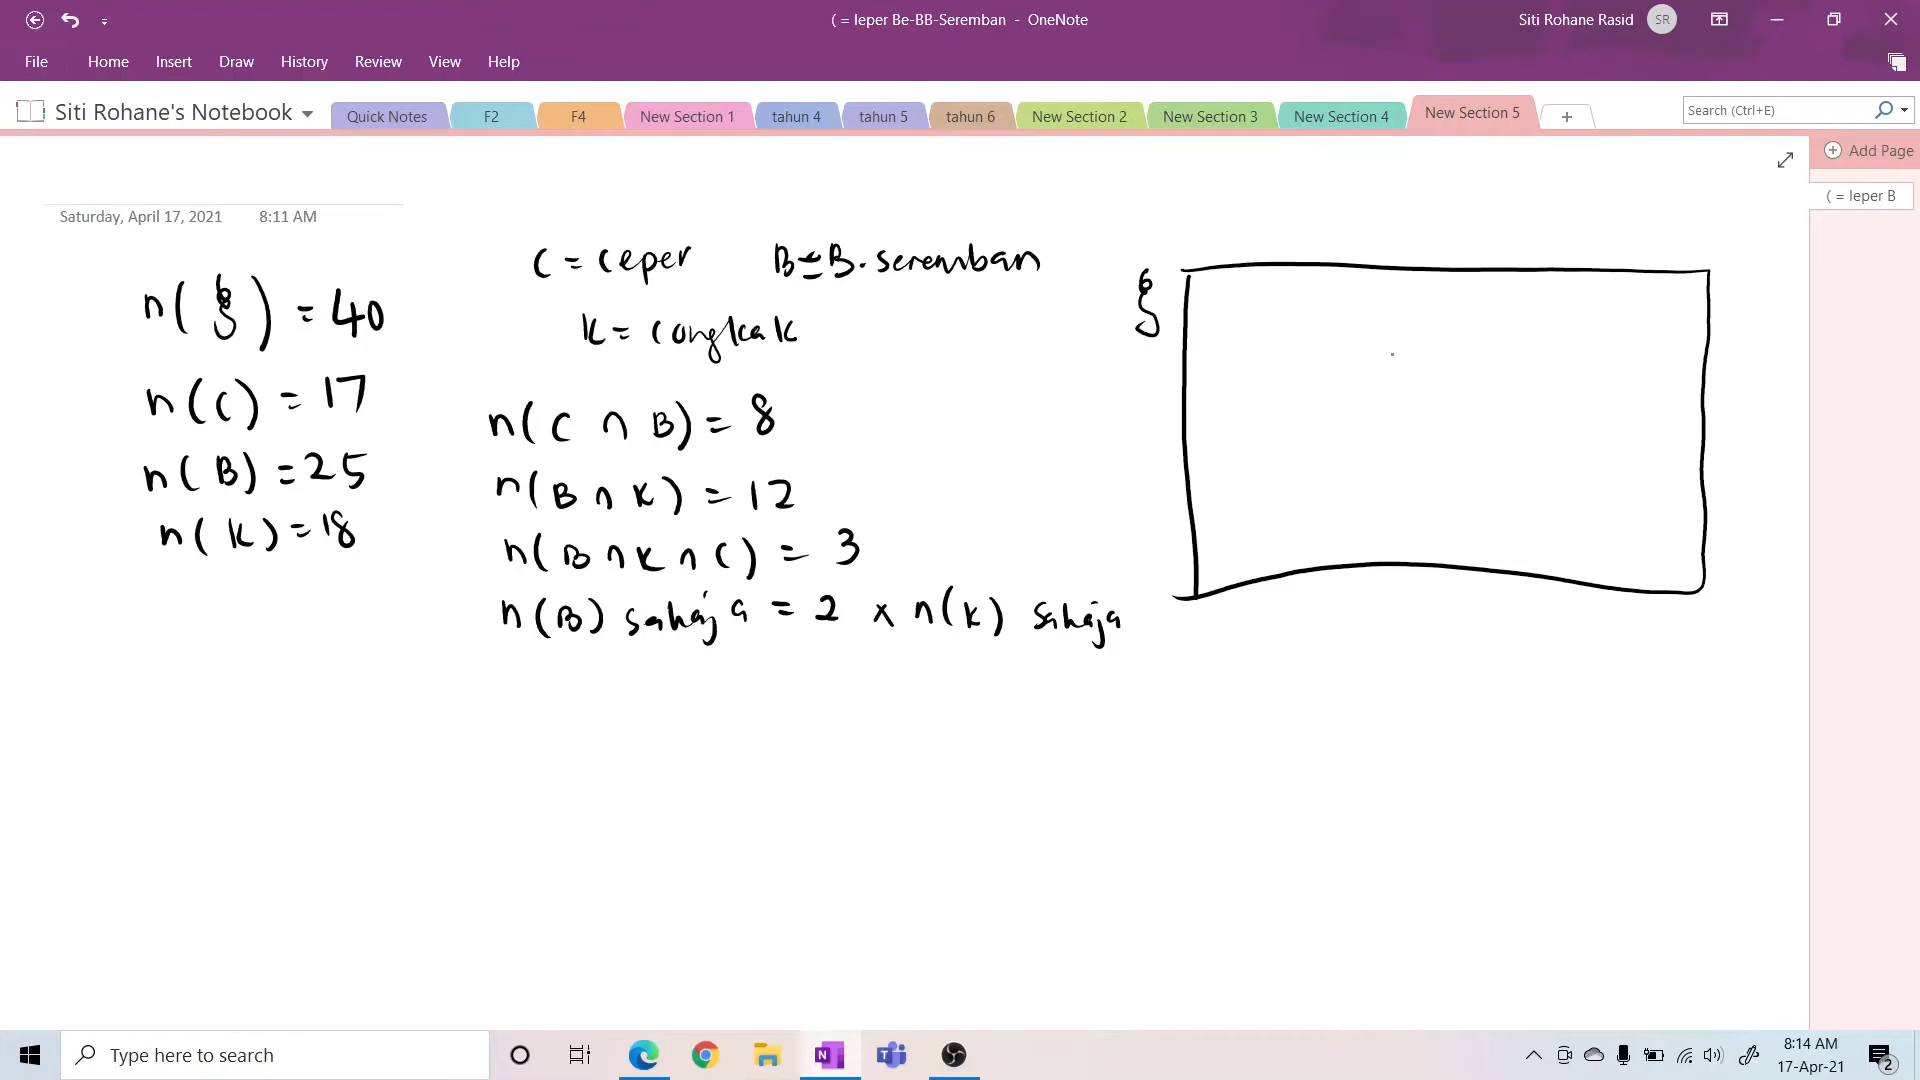 ( = Ieper Be-BB-Seremban - OneNote
Siti Rohane Rasid
SR
File Home Insert Draw History Review View Help
Siti Rohane's Notebook
Quick Notes F2 F4 New Section 1 tahun 4 tahun 5 tahun 6 New Section 2 New Section 3 New Section 4 New Section 5 +
Search (Ctrl+E)
Add Page
( = Ieper B
Saturday, April 17, 2021 8:11 AM
C = Ceper B = B. Seremban
K = Congkak
n(ξ) = 40
n(C) = 17
n(B) = 25
n(K) = 18
n(C ∩ B) = 8
n(B ∩ K) = 12
n(B ∩ K ∩ C) = 3
n(B) sahaja = 2 × n(K) sahaja
ξ
Type here to search
8:14 AM
17-Apr-21
2